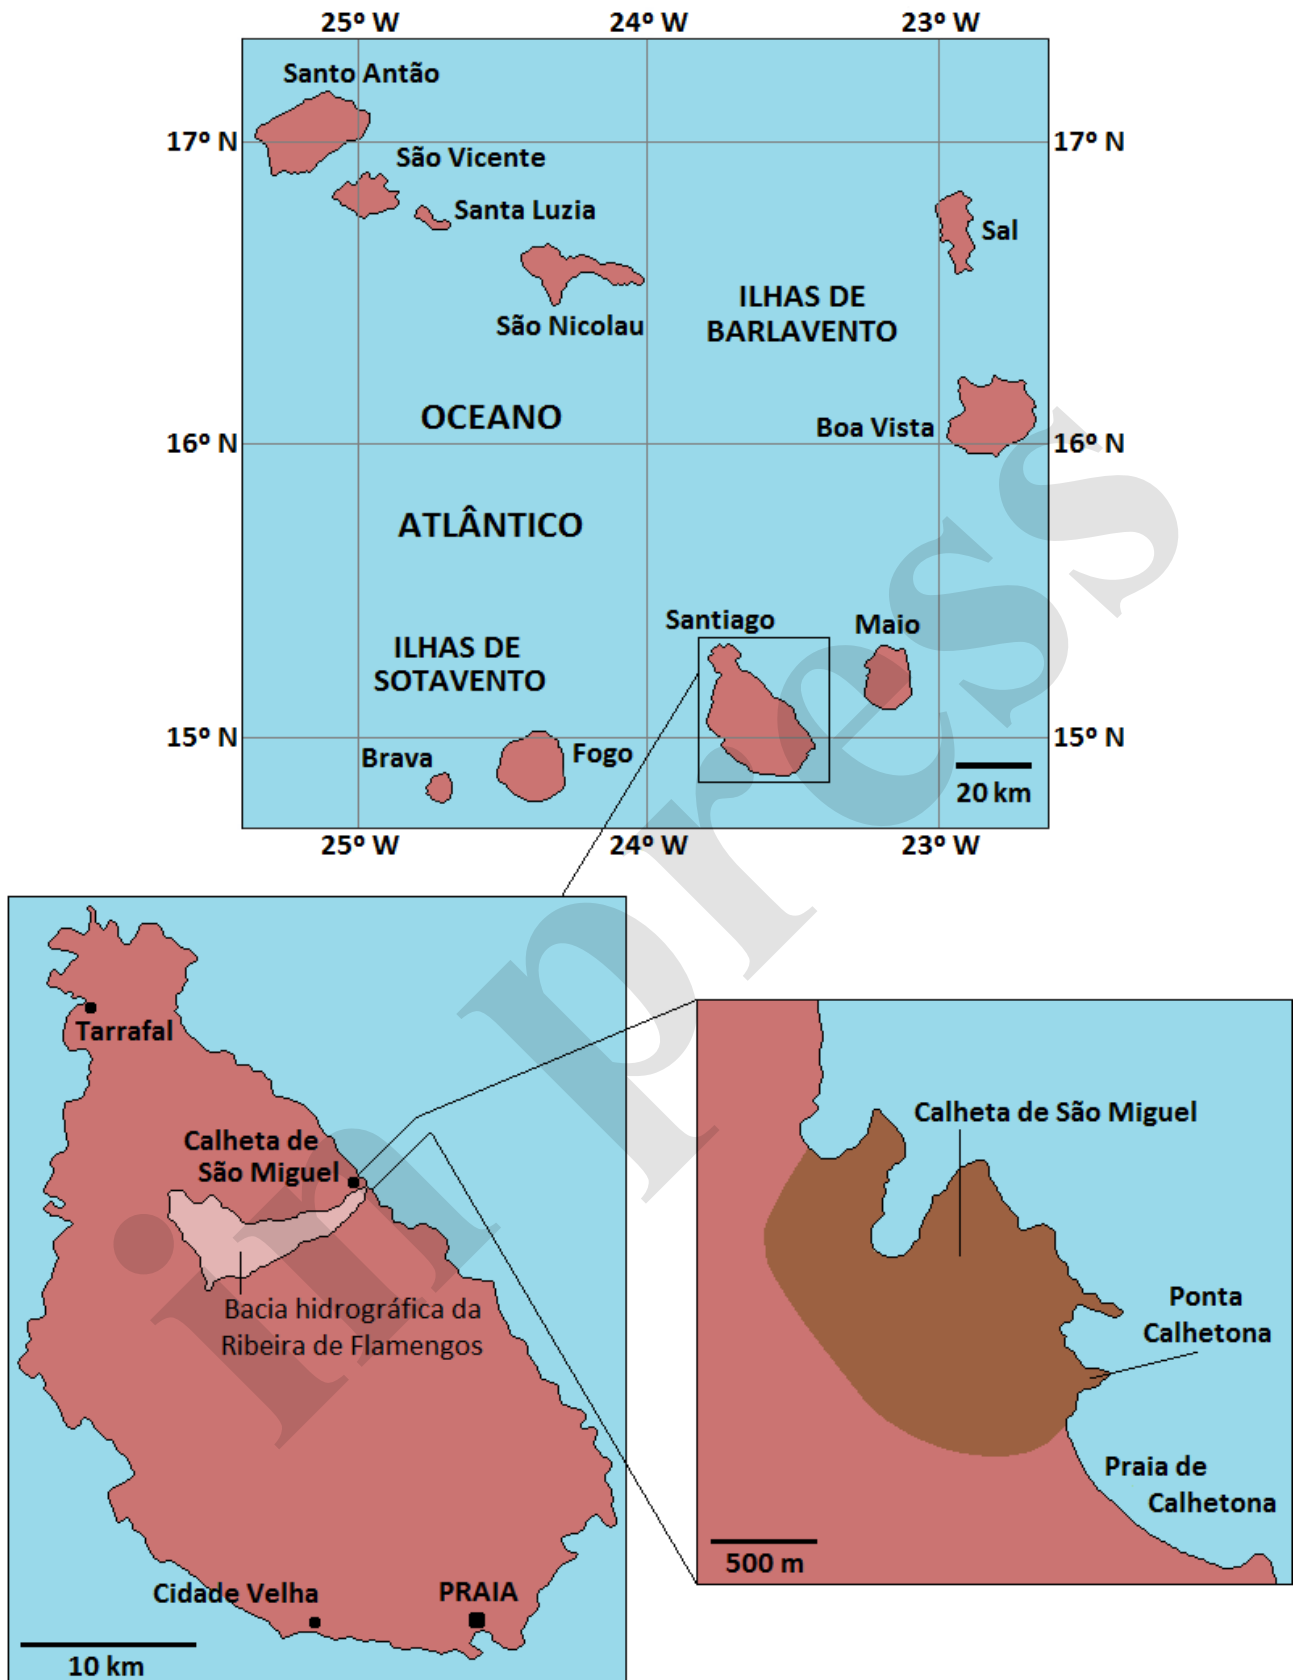 25º W 24º W 23º W
Santo Antão
17º N 17º N
São Vicente
Santa Luzia
Sal
ILHAS DE
BARLAVENTO
São Nicolau
OCEANO
Boa Vista
16º N 16º N
ATLÂNTICO
Santiago
Maio
ILHAS DE
SOTAVENTO
15º N 15º N
Brava
Fogo
20 km
25º W 24º W 23º W
in press
Tarrafal
Calheta de
São Miguel
Bacia hidrográfica da
Ribeira de Flamengos
Cidade Velha
PRAIA
10 km
Calheta de São Miguel
Ponta
Calhetona
Praia de
Calhetona
500 m